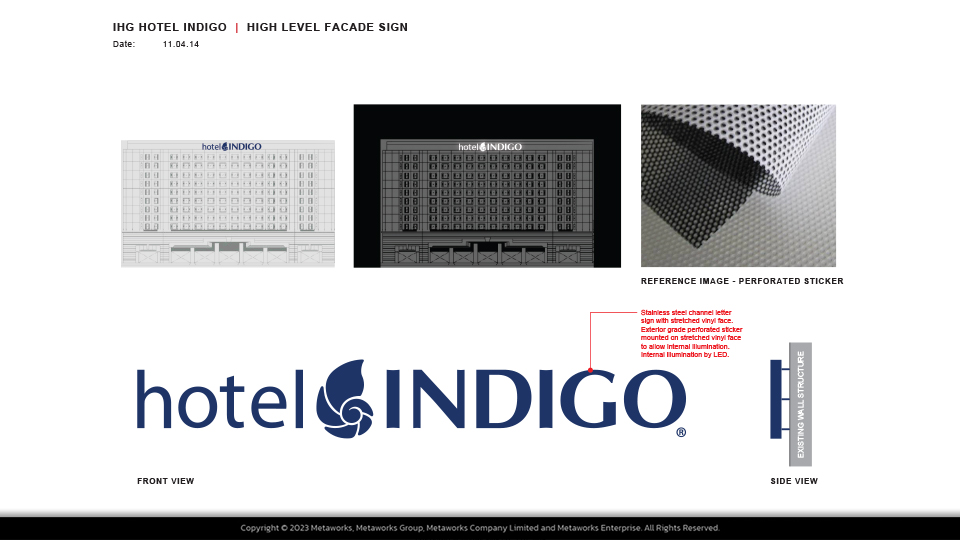 IHG HOTEL INDIGO | HIGH LEVEL FACADE SIGN
Date: 11.04.14
hotel INDIGO
hotel INDIGO
REFERENCE IMAGE - PERFORATED STICKER
Stainless steel channel letter
sign with stretched vinyl face.
Exterior grade perforated sticker
mounted on stretched vinyl face
to allow internal illumination.
Internal illumination by LED.
hotel INDIGO®
EXISTING WALL STRUCTURE
FRONT VIEW
SIDE VIEW
Copyright © 2023 Metaworks, Metaworks Group, Metaworks Company Limited and Metaworks Enterprise. All Rights Reserved.